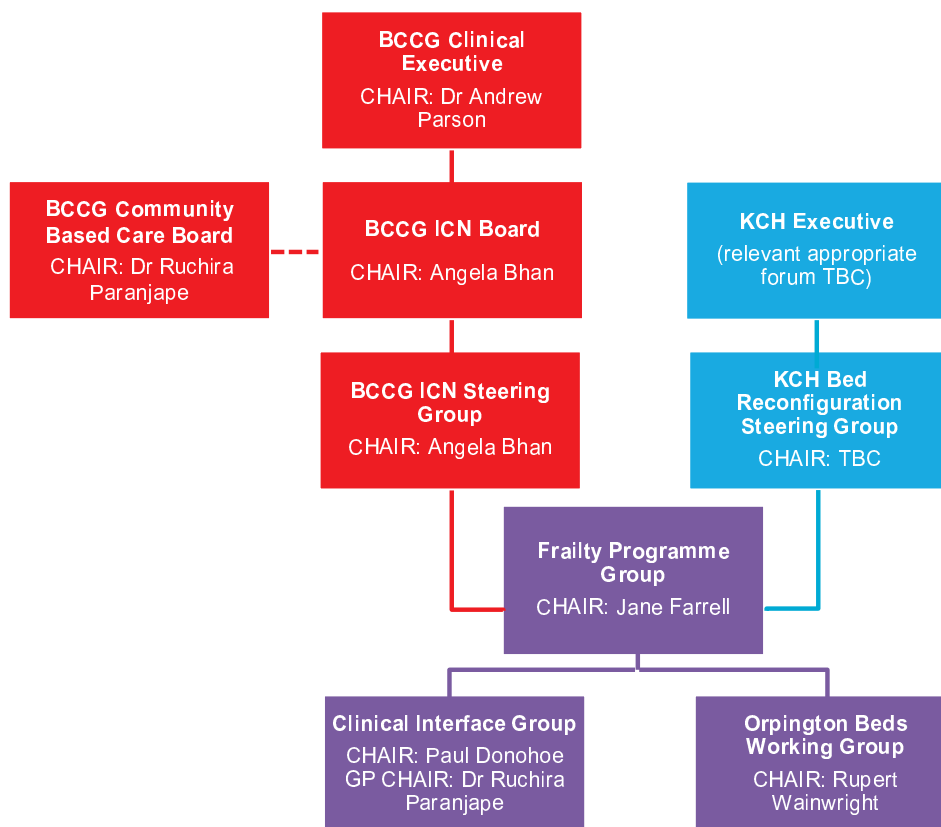 BCCG Clinical
Executive
CHAIR: Dr Andrew
Parson
BCCG Community
Based Care Board
CHAIR: Dr Ruchira
Paranjape
BCCG ICN Board
CHAIR: Angela Bhan
KCH Executive
(relevant appropriate
forum TBC)
BCCG ICN Steering
Group
CHAIR: Angela Bhan
KCH Bed
Reconfiguration
Steering Group
CHAIR: TBC
Frailty Programme
Group
CHAIR: Jane Farrell
Clinical Interface Group
CHAIR: Paul Donohoe
GP CHAIR: Dr Ruchira
Paranjape
Orpington Beds
Working Group
CHAIR: Rupert
Wainwright